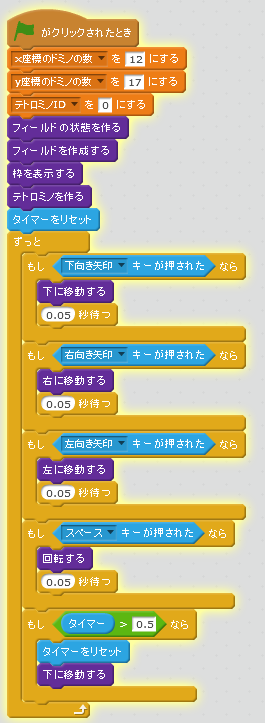 がクリックされたとき
x座標のドミノの数 を 12 にする
y座標のドミノの数 を 17 にする
テトロミノID を 0 にする
フィールドの状態を作る
フィールドを作成する
枠を表示する
テトロミノを作る
タイマーをリセット
ずっと
もし 下向き矢印 キーが押された なら
下に移動する
0.05 秒待つ
もし 右向き矢印 キーが押された なら
右に移動する
0.05 秒待つ
もし 左向き矢印 キーが押された なら
左に移動する
0.05 秒待つ
もし スペース キーが押された なら
回転する
0.05 秒待つ
もし タイマー > 0.5 なら
タイマーをリセット
下に移動する